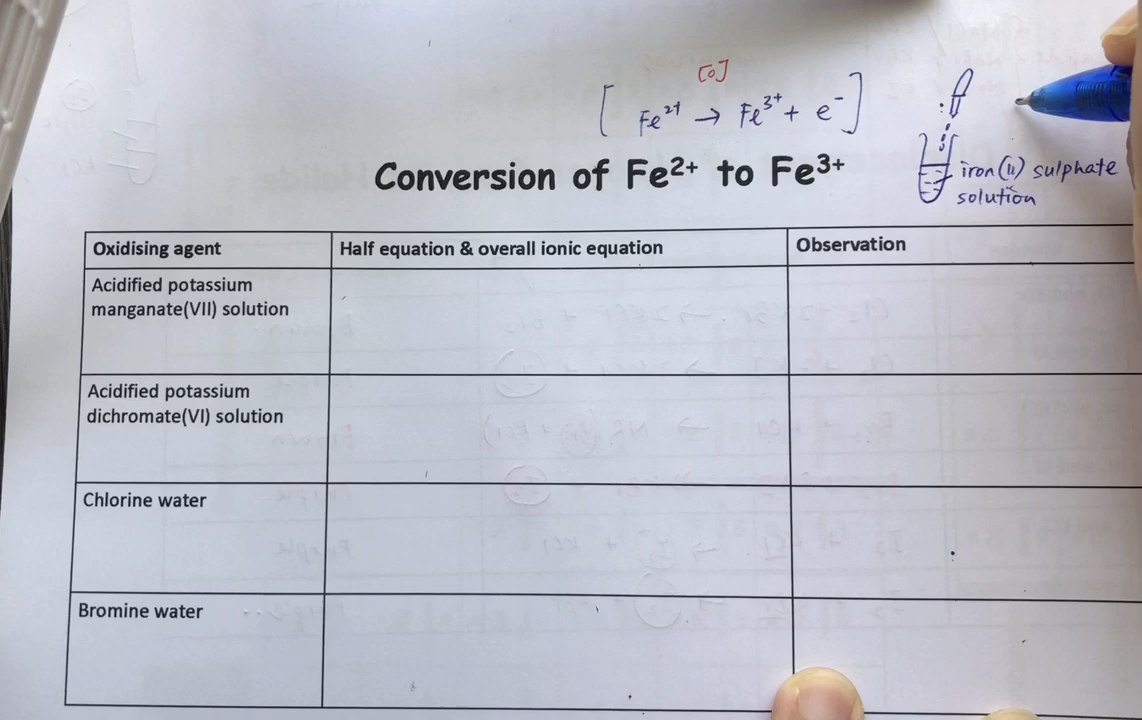 [O]
[ Fe²⁺ → Fe³⁺ + e⁻ ]
Conversion of Fe²⁺ to Fe³⁺
iron(II) sulphate
solution
Oxidising agent
Half equation & overall ionic equation
Observation
Acidified potassium
manganate(VII) solution
Acidified potassium
dichromate(VI) solution
Chlorine water
Bromine water